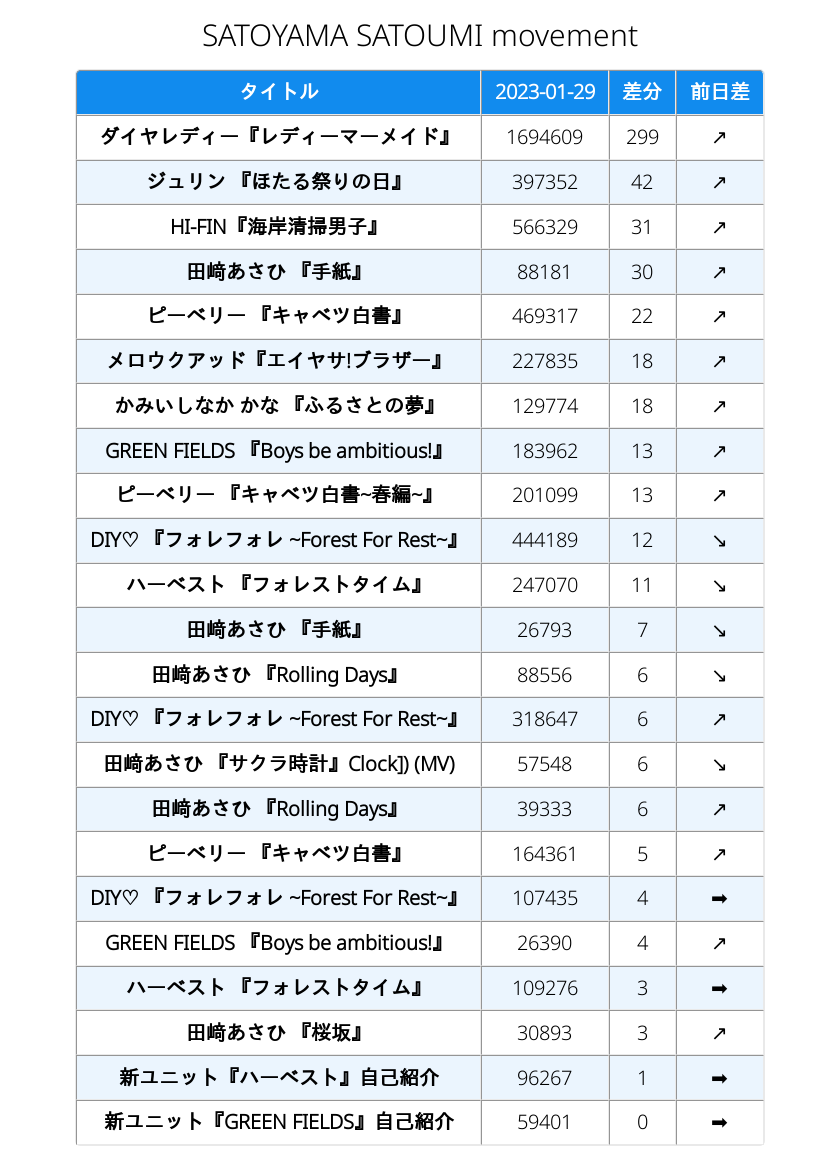 SATOYAMA SATOUMI movement
タイトル 2023-01-29 差分 前日差
ダイヤレディー『レディーマーメイド』 1694609 299 ↗
ジュリン 『ほたる祭りの日』 397352 42 ↗
HI-FIN『海岸清掃男子』 566329 31 ↗
田﨑あさひ 『手紙』 88181 30 ↗
ピーベリー 『キャベツ白書』 469317 22 ↗
メロウクアッド『エイヤサ!ブラザー』 227835 18 ↗
かみいしなか かな 『ふるさとの夢』 129774 18 ↗
GREEN FIELDS 『Boys be ambitious!』 183962 13 ↗
ピーベリー 『キャベツ白書~春編~』 201099 13 ↗
DIY♡ 『フォレフォレ ~Forest For Rest~』 444189 12 ↘
ハーベスト 『フォレストタイム』 247070 11 ↘
田﨑あさひ 『手紙』 26793 7 ↘
田﨑あさひ 『Rolling Days』 88556 6 ↘
DIY♡ 『フォレフォレ ~Forest For Rest~』 318647 6 ↗
田﨑あさひ 『サクラ時計』Clock]) (MV) 57548 6 ↘
田﨑あさひ 『Rolling Days』 39333 6 ↗
ピーベリー 『キャベツ白書』 164361 5 ↗
DIY♡ 『フォレフォレ ~Forest For Rest~』 107435 4 ➡
GREEN FIELDS 『Boys be ambitious!』 26390 4 ↗
ハーベスト 『フォレストタイム』 109276 3 ➡
田﨑あさひ 『桜坂』 30893 3 ↗
新ユニット『ハーベスト』自己紹介 96267 1 ➡
新ユニット『GREEN FIELDS』自己紹介 59401 0 ➡